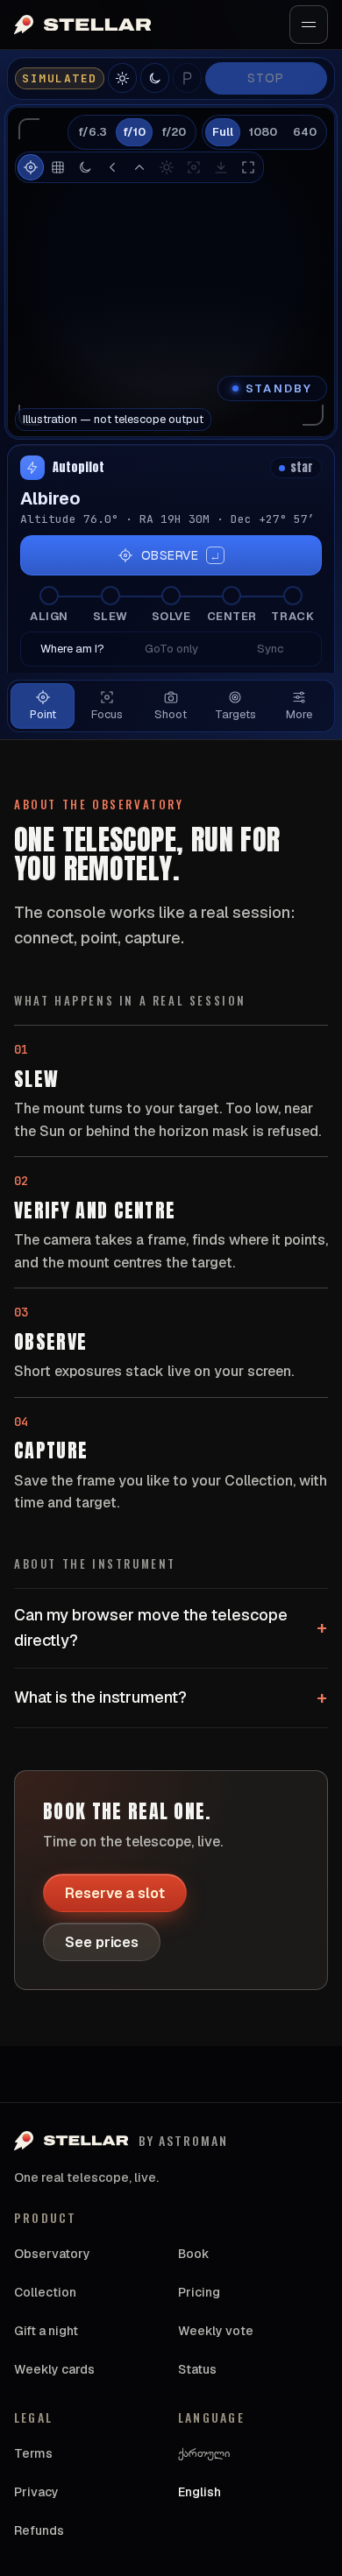 STELLAR
SIMULATED
P
STOP
f/6.3 f/10 f/20
Full 1080 640
STANDBY
Illustration — not telescope output
Autopilot
star
Albireo
Altitude 76.0° · RA 19H 30M · Dec +27° 57′
OBSERVE
ALIGN SLEW SOLVE CENTER TRACK
Where am I? GoTo only Sync
Point Focus Shoot Targets More
ABOUT THE OBSERVATORY
ONE TELESCOPE, RUN FOR
YOU REMOTELY.
The console works like a real session:
connect, point, capture.
WHAT HAPPENS IN A REAL SESSION
01
SLEW
The mount turns to your target. Too low, near
the Sun or behind the horizon mask is refused.
02
VERIFY AND CENTRE
The camera takes a frame, finds where it points,
and the mount centres the target.
03
OBSERVE
Short exposures stack live on your screen.
04
CAPTURE
Save the frame you like to your Collection, with
time and target.
ABOUT THE INSTRUMENT
Can my browser move the telescope
directly?
+
What is the instrument?
+
BOOK THE REAL ONE.
Time on the telescope, live.
Reserve a slot
See prices
STELLAR BY ASTROMAN
One real telescope, live.
PRODUCT
Observatory Book
Collection Pricing
Gift a night Weekly vote
Weekly cards Status
LEGAL LANGUAGE
Terms ქართული
Privacy English
Refunds